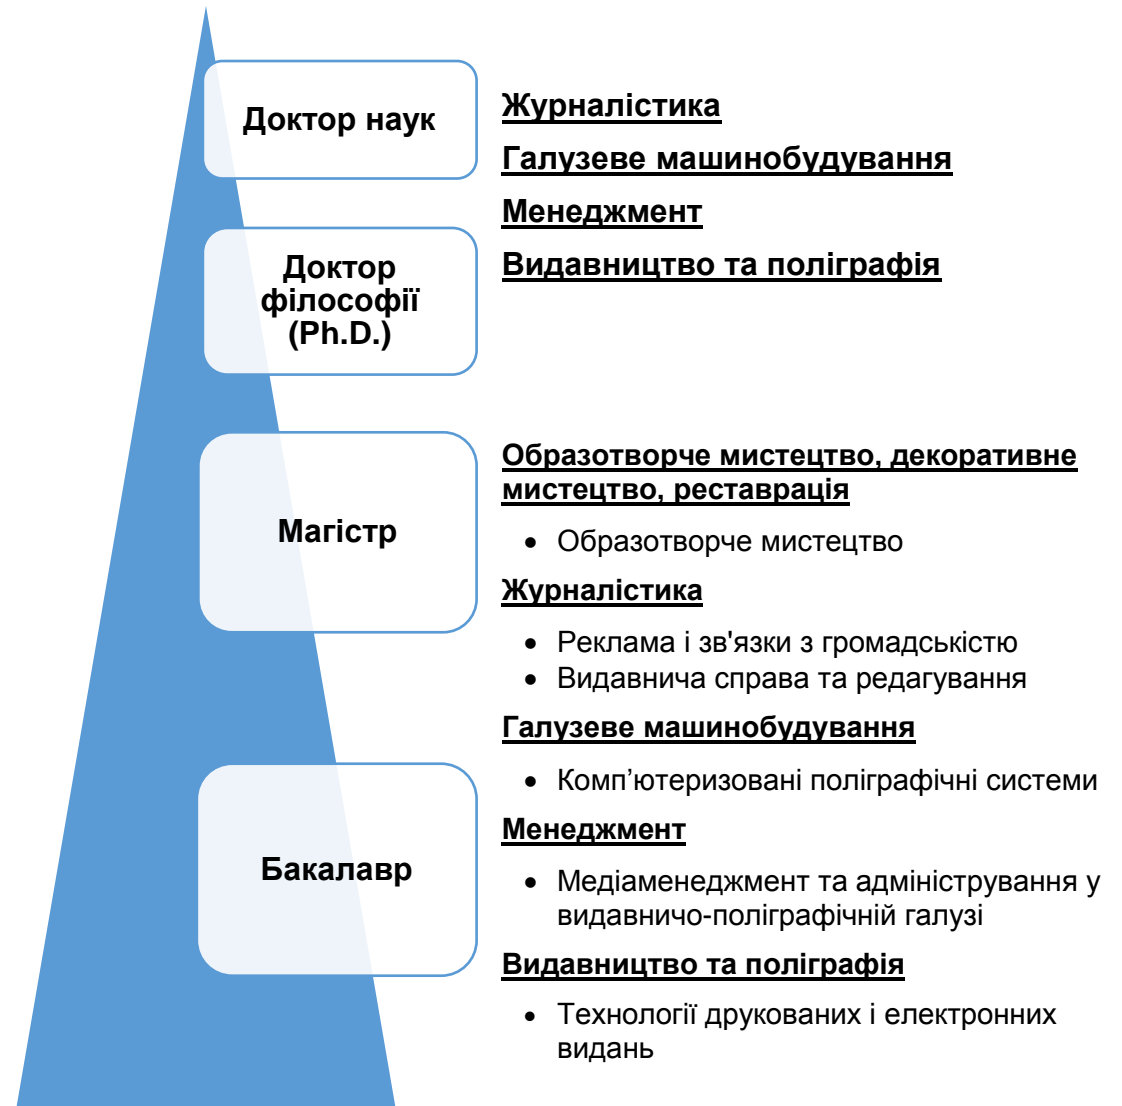 Доктор наук
Журналістика
Галузеве машинобудування
Менеджмент
Видавництво та поліграфія
Доктор
філософії
(Ph.D.)
Магістр
Образотворче мистецтво, декоративне
мистецтво, реставрація
• Образотворче мистецтво
Журналістика
• Реклама і зв'язки з громадськістю
• Видавнича справа та редагування
Галузеве машинобудування
• Комп’ютеризовані поліграфічні системи
Бакалавр
Менеджмент
• Медіаменеджмент та адміністрування у
видавничо-поліграфічній галузі
Видавництво та поліграфія
• Технології друкованих і електронних
видань